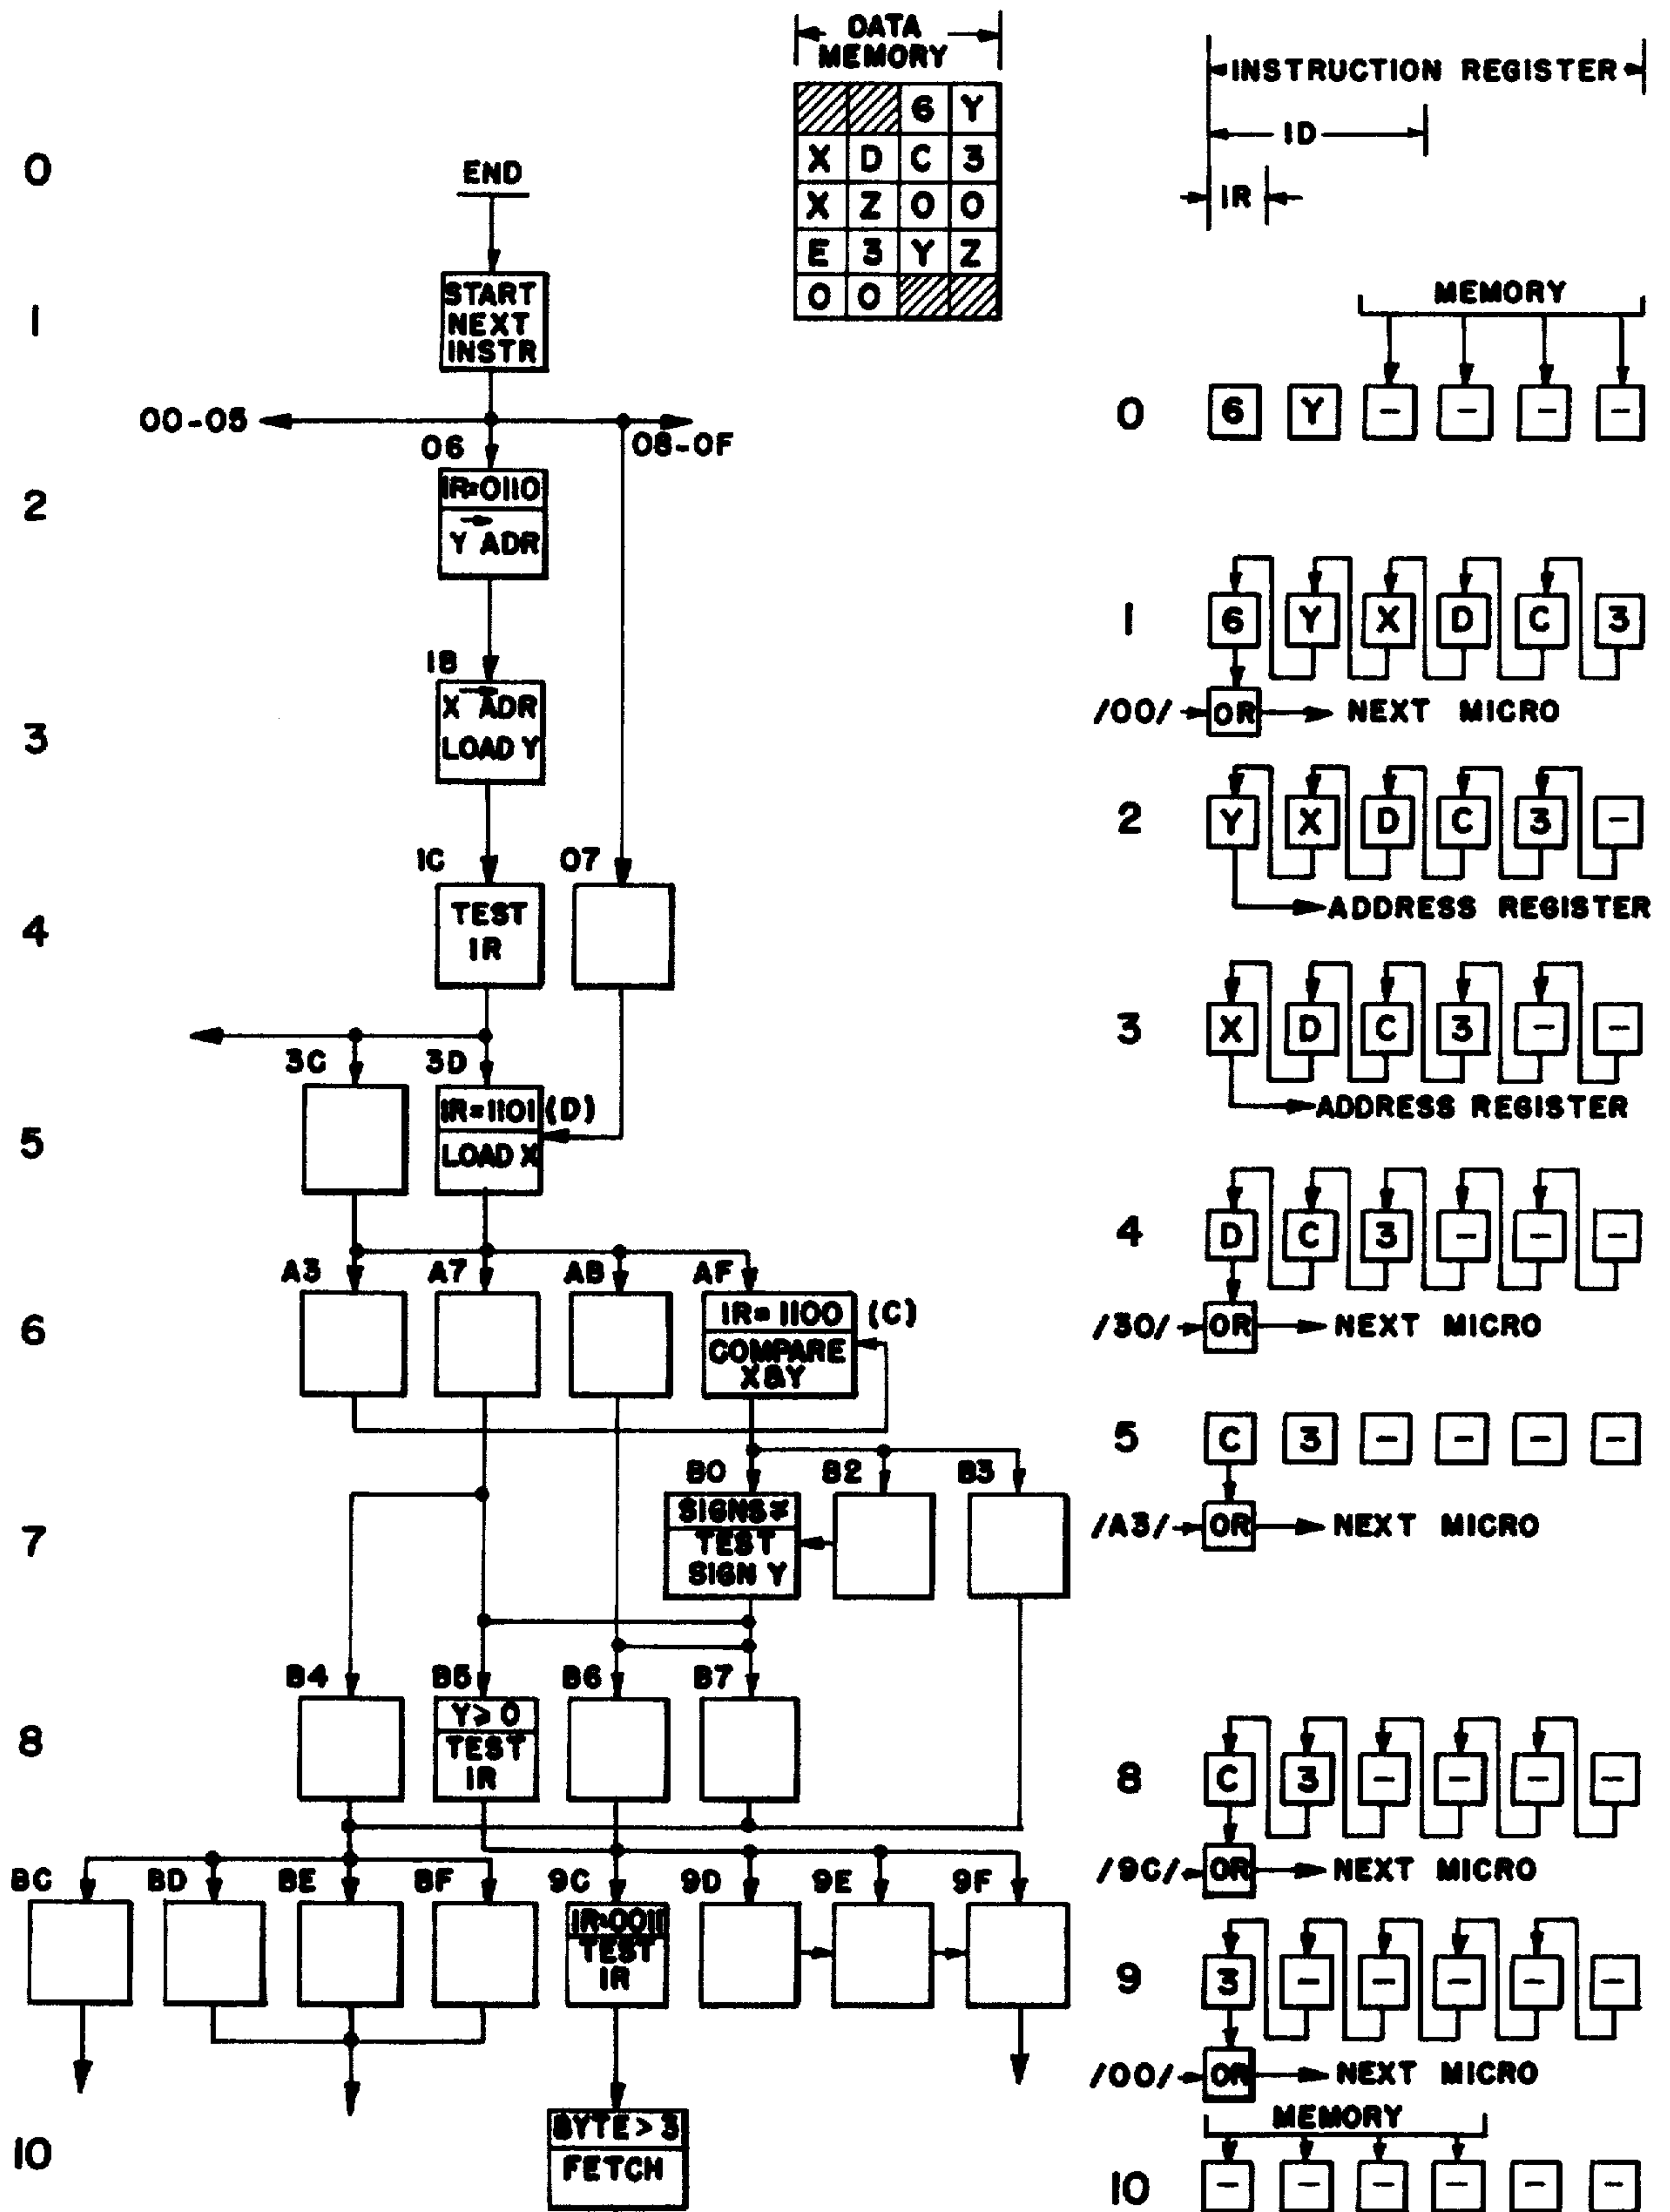 DATA
MEMORY
6 Y
X D C 3
X Z 0 0
E 3 Y Z
0 0
INSTRUCTION REGISTER
ID
IR
0
END
1
START
NEXT
INSTR
MEMORY
0
6 Y - - - -
00-05
08-0F
06
2
IR=0110
Y ADR
1
6 Y X D C 3
/00/ OR NEXT MICRO
1B
3
X ADR
LOAD Y
2
Y X D C 3 -
ADDRESS REGISTER
1C
07
4
TEST
IR
3
X D C 3 - -
ADDRESS REGISTER
3C
3D
5
IR=1101 (D)
LOAD X
4
D C 3 - - -
/30/ OR NEXT MICRO
A3 A7 AB AF
6
IR= 1100 (C)
COMPARE
X&Y
5
C 3 - - - -
/A3/ OR NEXT MICRO
B0 B2 B3
7
SIGNS≠
TEST
SIGN Y
B4 B5 B6 B7
8
Y≥0
TEST
IR
8
C 3 - - - -
/9C/ OR NEXT MICRO
8C 8D 8E 8F 9C 9D 9E 9F
IR=0011
TEST
IR
9
3 - - - - -
/00/ OR NEXT MICRO
10
BYTE > 3
FETCH
MEMORY
10
- - - - - -